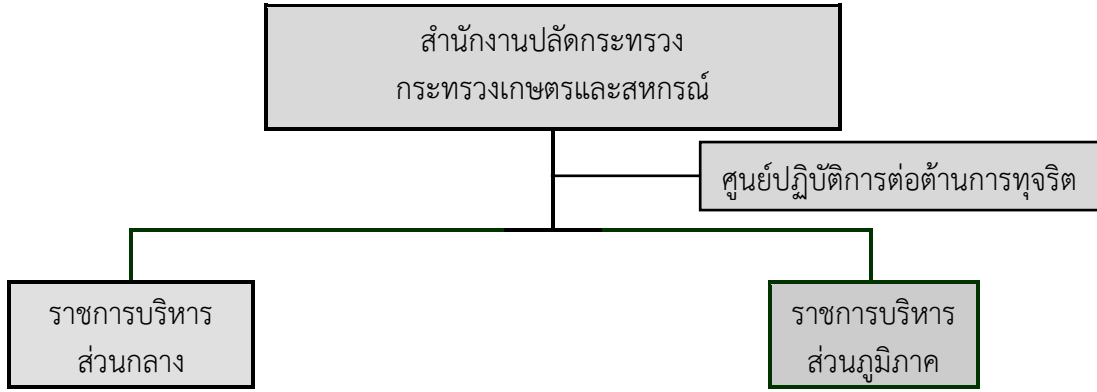 สำนักงานปลัดกระทรวง
กระทรวงเกษตรและสหกรณ์
ศูนย์ปฏิบัติการต่อต้านการทุจริต
ราชการบริหาร
ส่วนกลาง
ราชการบริหาร
ส่วนภูมิภาค